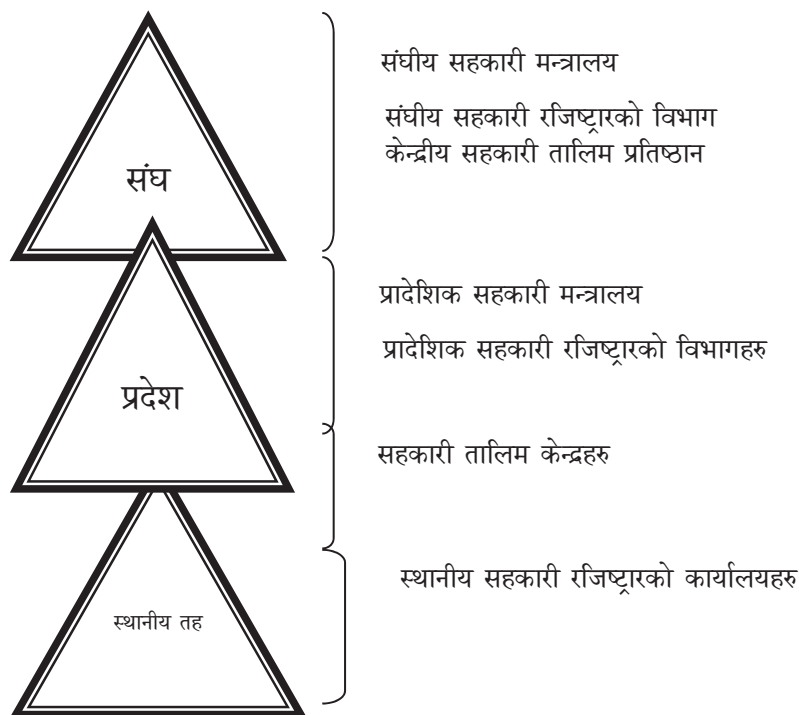 संघीय सहकारी मन्त्रालय
संघीय सहकारी रजिष्ट्रारको विभाग
केन्द्रीय सहकारी तालिम प्रतिष्ठान
संघ
प्रादेशिक सहकारी मन्त्रालय
प्रादेशिक सहकारी रजिष्ट्रारको विभागहरु
प्रदेश
सहकारी तालिम केन्द्रहरु
स्थानीय सहकारी रजिष्ट्रारको कार्यालयहरु
स्थानीय तह